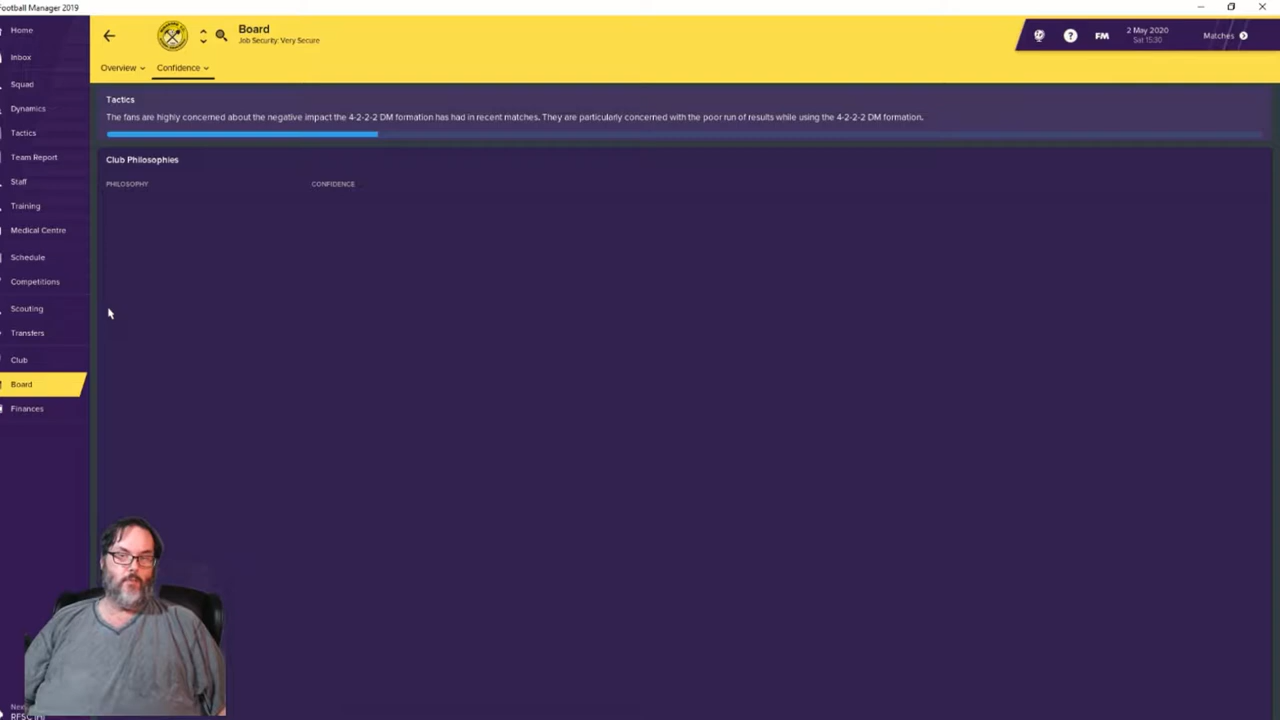 Football Manager 2019
Home
Inbox
Squad
Dynamics
Tactics
Team Report
Staff
Training
Medical Centre
Schedule
Competitions
Scouting
Transfers
Club
Board
Finances
Board
Job Security: Very Secure
Overview
Confidence
FM
2 May 2020
Sat 15:30
Matches
Tactics
The fans are highly concerned about the negative impact the 4-2-2-2 DM formation has had in recent matches. They are particularly concerned with the poor run of results while using the 4-2-2-2 DM formation.
Club Philosophies
PHILOSOPHY CONFIDENCE